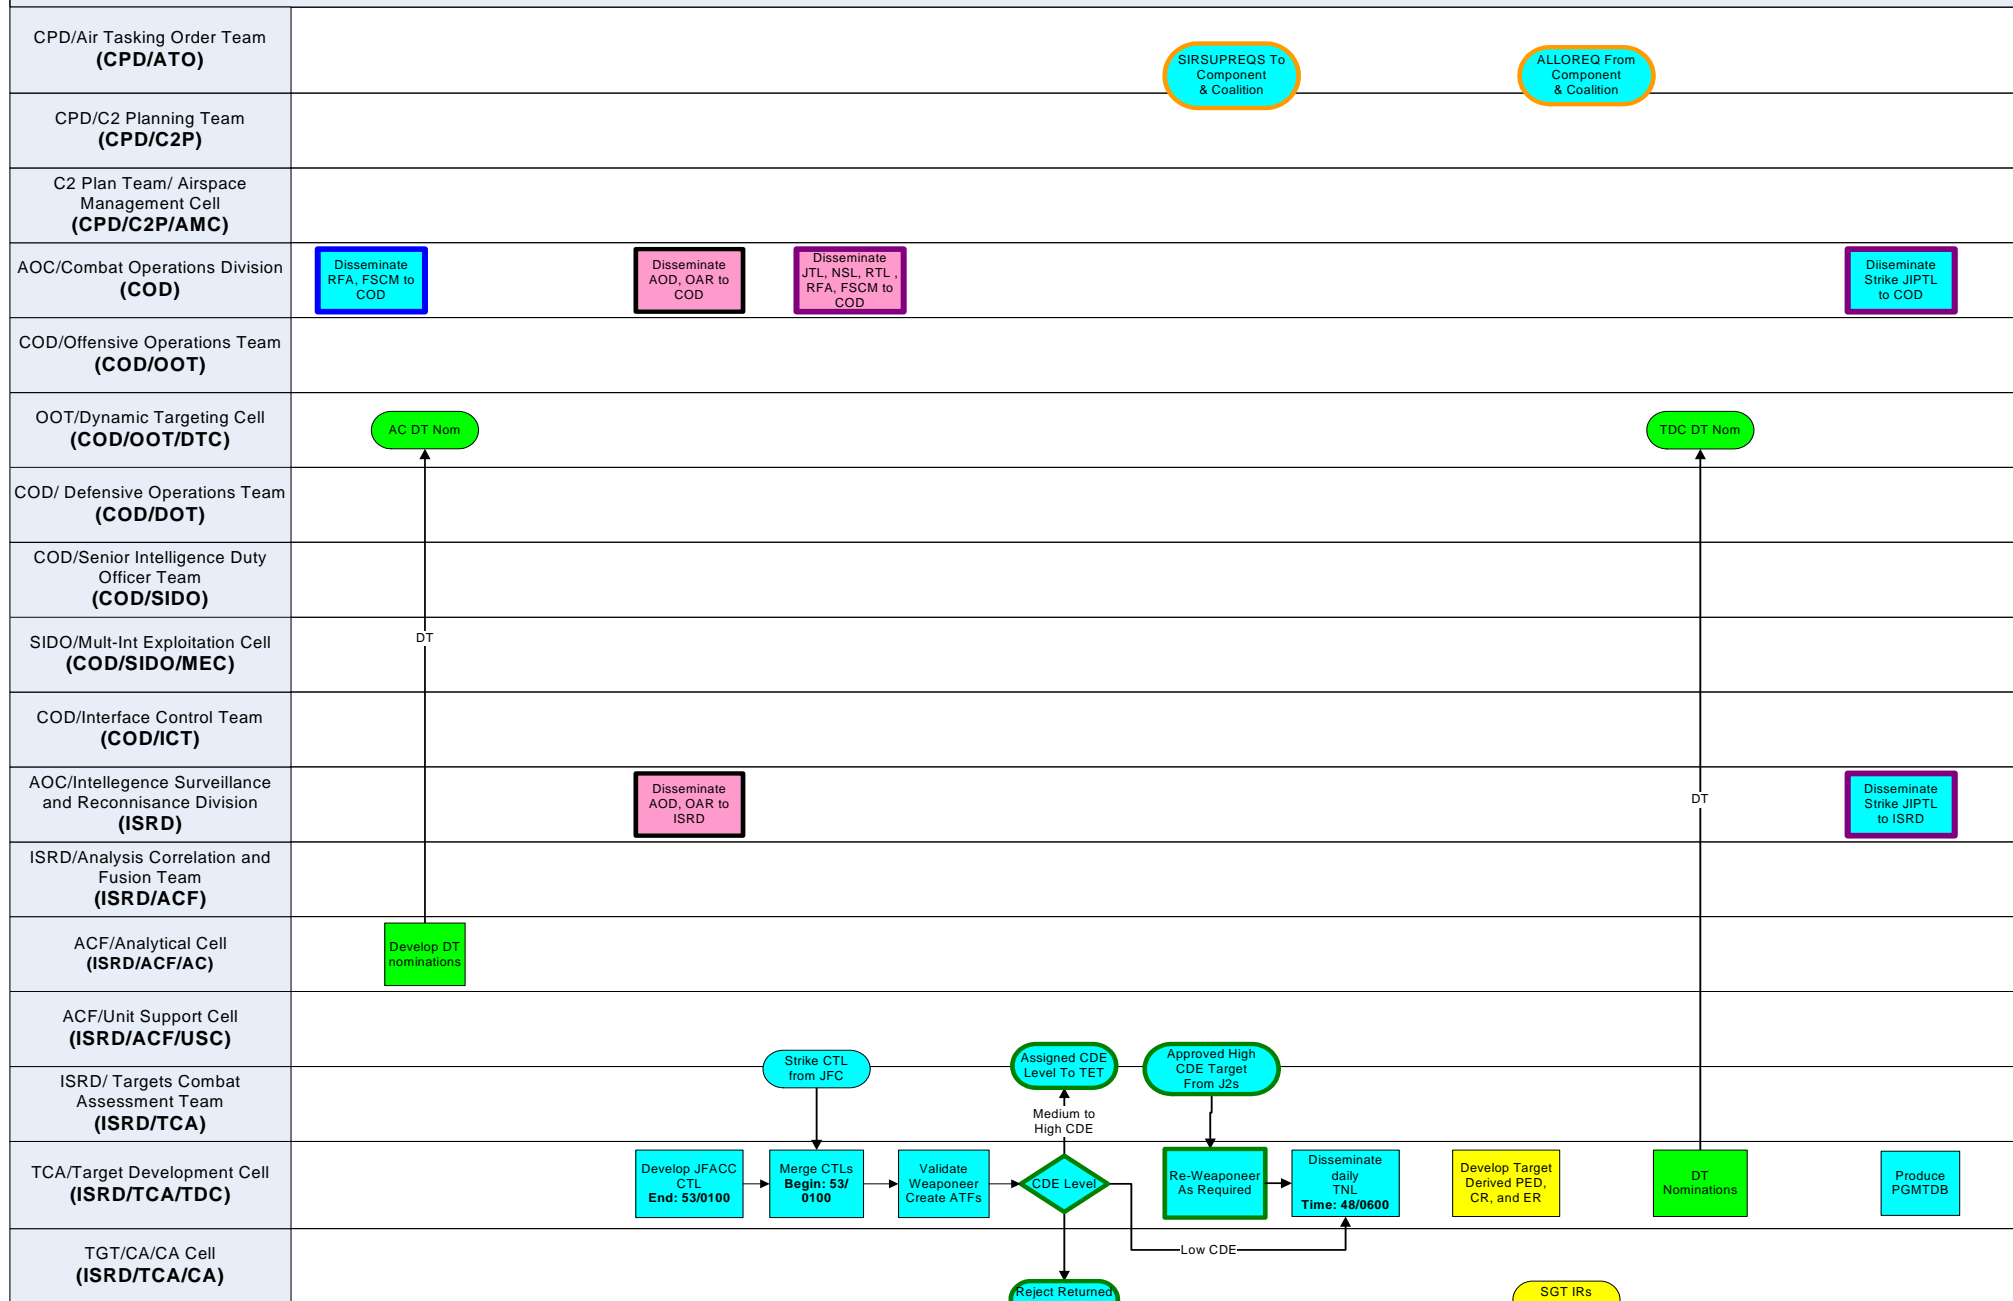 CPD/Air Tasking Order Team
(CPD/ATO)
SIRSUPREQS To
Component
& Coalition
ALLOREQ From
Component
& Coalition
CPD/C2 Planning Team
(CPD/C2P)
C2 Plan Team/ Airspace
Management Cell
(CPD/C2P/AMC)
AOC/Combat Operations Division
(COD)
Disseminate
RFA, FSCM to
COD
Disseminate
AOD, OAR to
COD
Disseminate
JTL, NSL, RTL ,
RFA, FSCM to
COD
Diiseminate
Strike JIPTL
to COD
COD/Offensive Operations Team
(COD/OOT)
OOT/Dynamic Targeting Cell
(COD/OOT/DTC)
AC DT Nom
TDC DT Nom
COD/ Defensive Operations Team
(COD/DOT)
COD/Senior Intelligence Duty
Officer Team
(COD/SIDO)
SIDO/Mult-Int Exploitation Cell
(COD/SIDO/MEC)
DT
COD/Interface Control Team
(COD/ICT)
AOC/Intellegence Surveillance
and Reconnisance Division
(ISRD)
Disseminate
AOD, OAR to
ISRD
DT
Disseminate
Strike JIPTL
to ISRD
ISRD/Analysis Correlation and
Fusion Team
(ISRD/ACF)
ACF/Analytical Cell
(ISRD/ACF/AC)
Develop DT
nominations
ACF/Unit Support Cell
(ISRD/ACF/USC)
Strike CTL
from JFC
Assigned CDE
Level To TET
Approved High
CDE Target
From J2s
ISRD/ Targets Combat
Assessment Team
(ISRD/TCA)
Medium to
High CDE
TCA/Target Development Cell
(ISRD/TCA/TDC)
Develop JFACC
CTL
End: 53/0100
Merge CTLs
Begin: 53/
0100
Validate
Weaponeer
Create ATFs
CDE Level
Re-Weaponeer
As Required
Disseminate
daily
TNL
Time: 48/0600
Develop Target
Derived PED,
CR, and ER
DT
Nominations
Produce
PGMTDB
TGT/CA/CA Cell
(ISRD/TCA/CA)
Low CDE
Reject Returned
SGT IRs